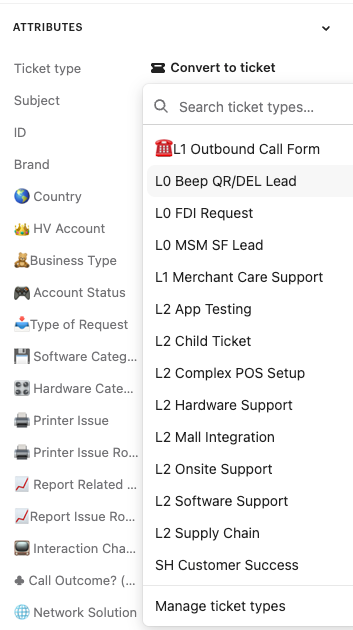 ATTRIBUTES
Ticket type
Convert to ticket
Subject
Search ticket types...
ID
L1 Outbound Call Form
Brand
L0 Beep QR/DEL Lead
Country
L0 FDI Request
HV Account
L0 MSM SF Lead
Business Type
L1 Merchant Care Support
Account Status
L2 App Testing
Type of Request
L2 Child Ticket
Software Categ...
L2 Complex POS Setup
Hardware Cate...
L2 Hardware Support
Printer Issue
L2 Mall Integration
Printer Issue Ro...
L2 Onsite Support
Report Related ...
L2 Software Support
Report Issue Ro...
L2 Supply Chain
Interaction Cha...
SH Customer Success
Call Outcome? (...
Manage ticket types
Network Solution